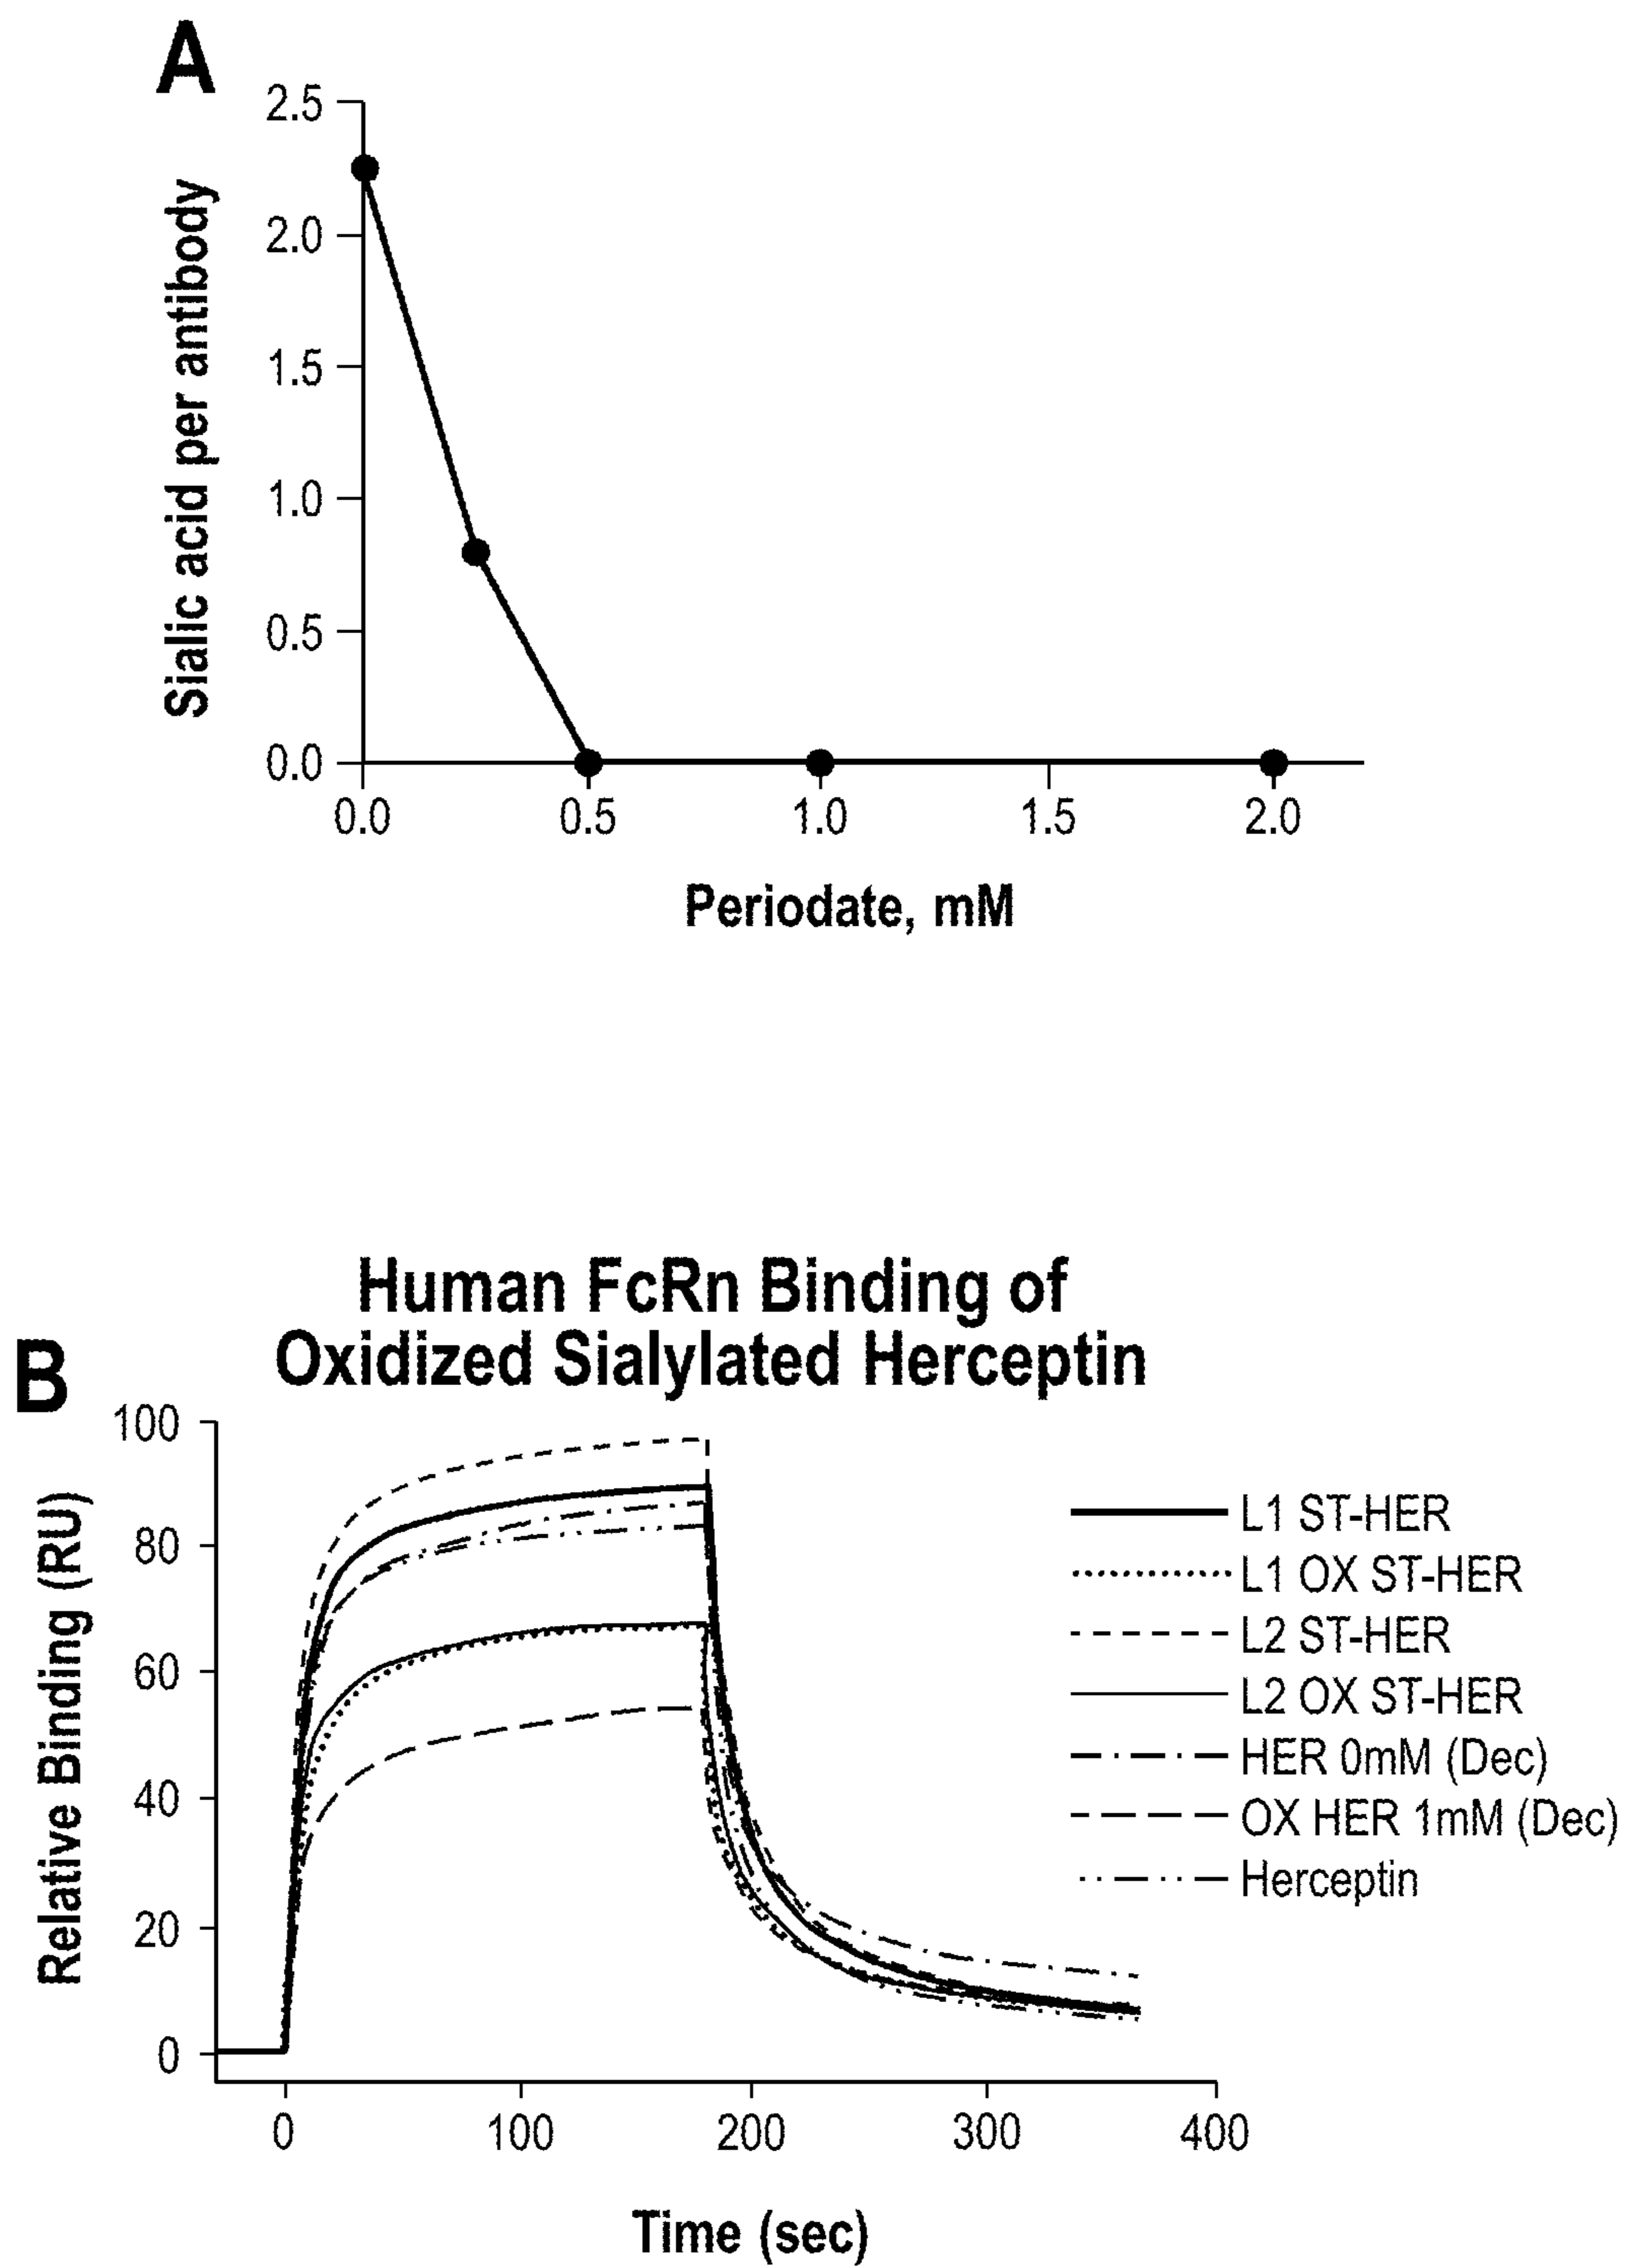 A
2.5
2.0
1.5
1.0
0.5
0.0
Sialic acid per antibody
0.0 0.5 1.0 1.5 2.0
Periodate, mM
Human FcRn Binding of
Oxidized Sialylated Herceptin
B
100
80
60
40
20
0
Relative Binding (RU)
L1 ST-HER
L1 OX ST-HER
L2 ST-HER
L2 OX ST-HER
HER 0mM (Dec)
OX HER 1mM (Dec)
Herceptin
0 100 200 300 400
Time (sec)